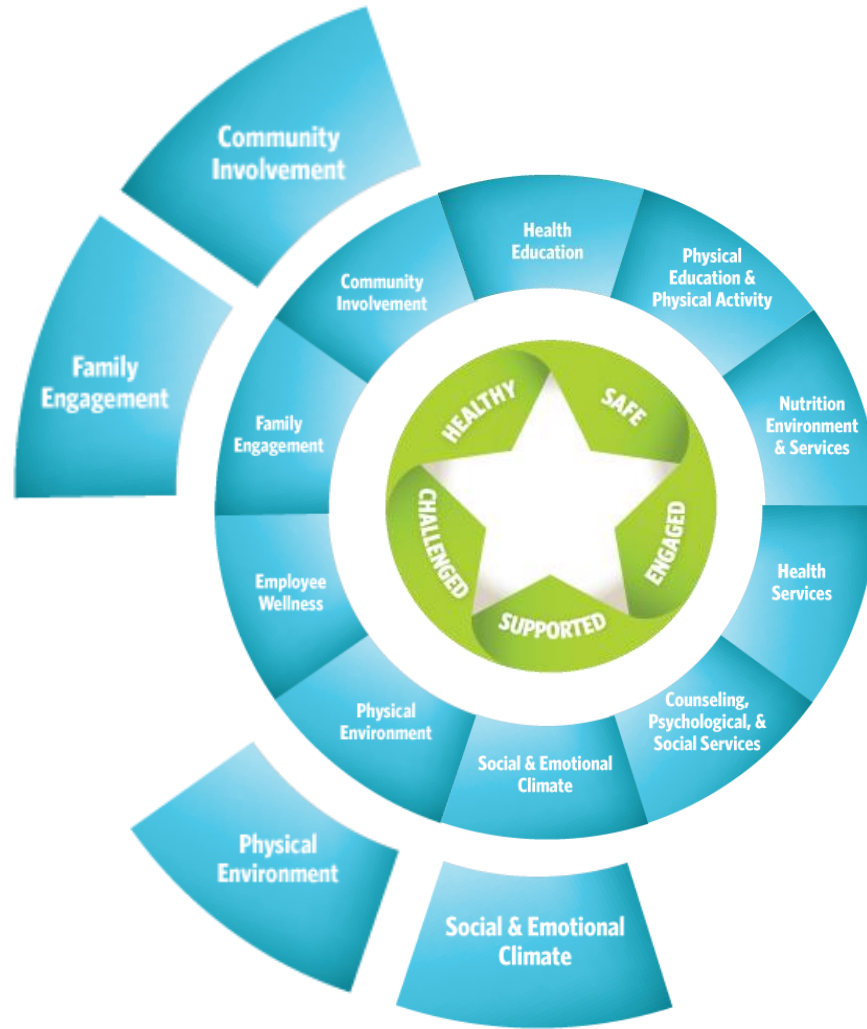 Community
Involvement
Family
Engagement
Health
Education
Physical
Education &
Physical Activity
Nutrition
Environment
& Services
Health
Services
Counseling,
Psychological, &
Social Services
Social & Emotional
Climate
Physical
Environment
Employee
Wellness
Family
Engagement
Community
Involvement
HEALTHY
SAFE
ENGAGED
SUPPORTED
CHALLENGED
Physical
Environment
Social & Emotional
Climate